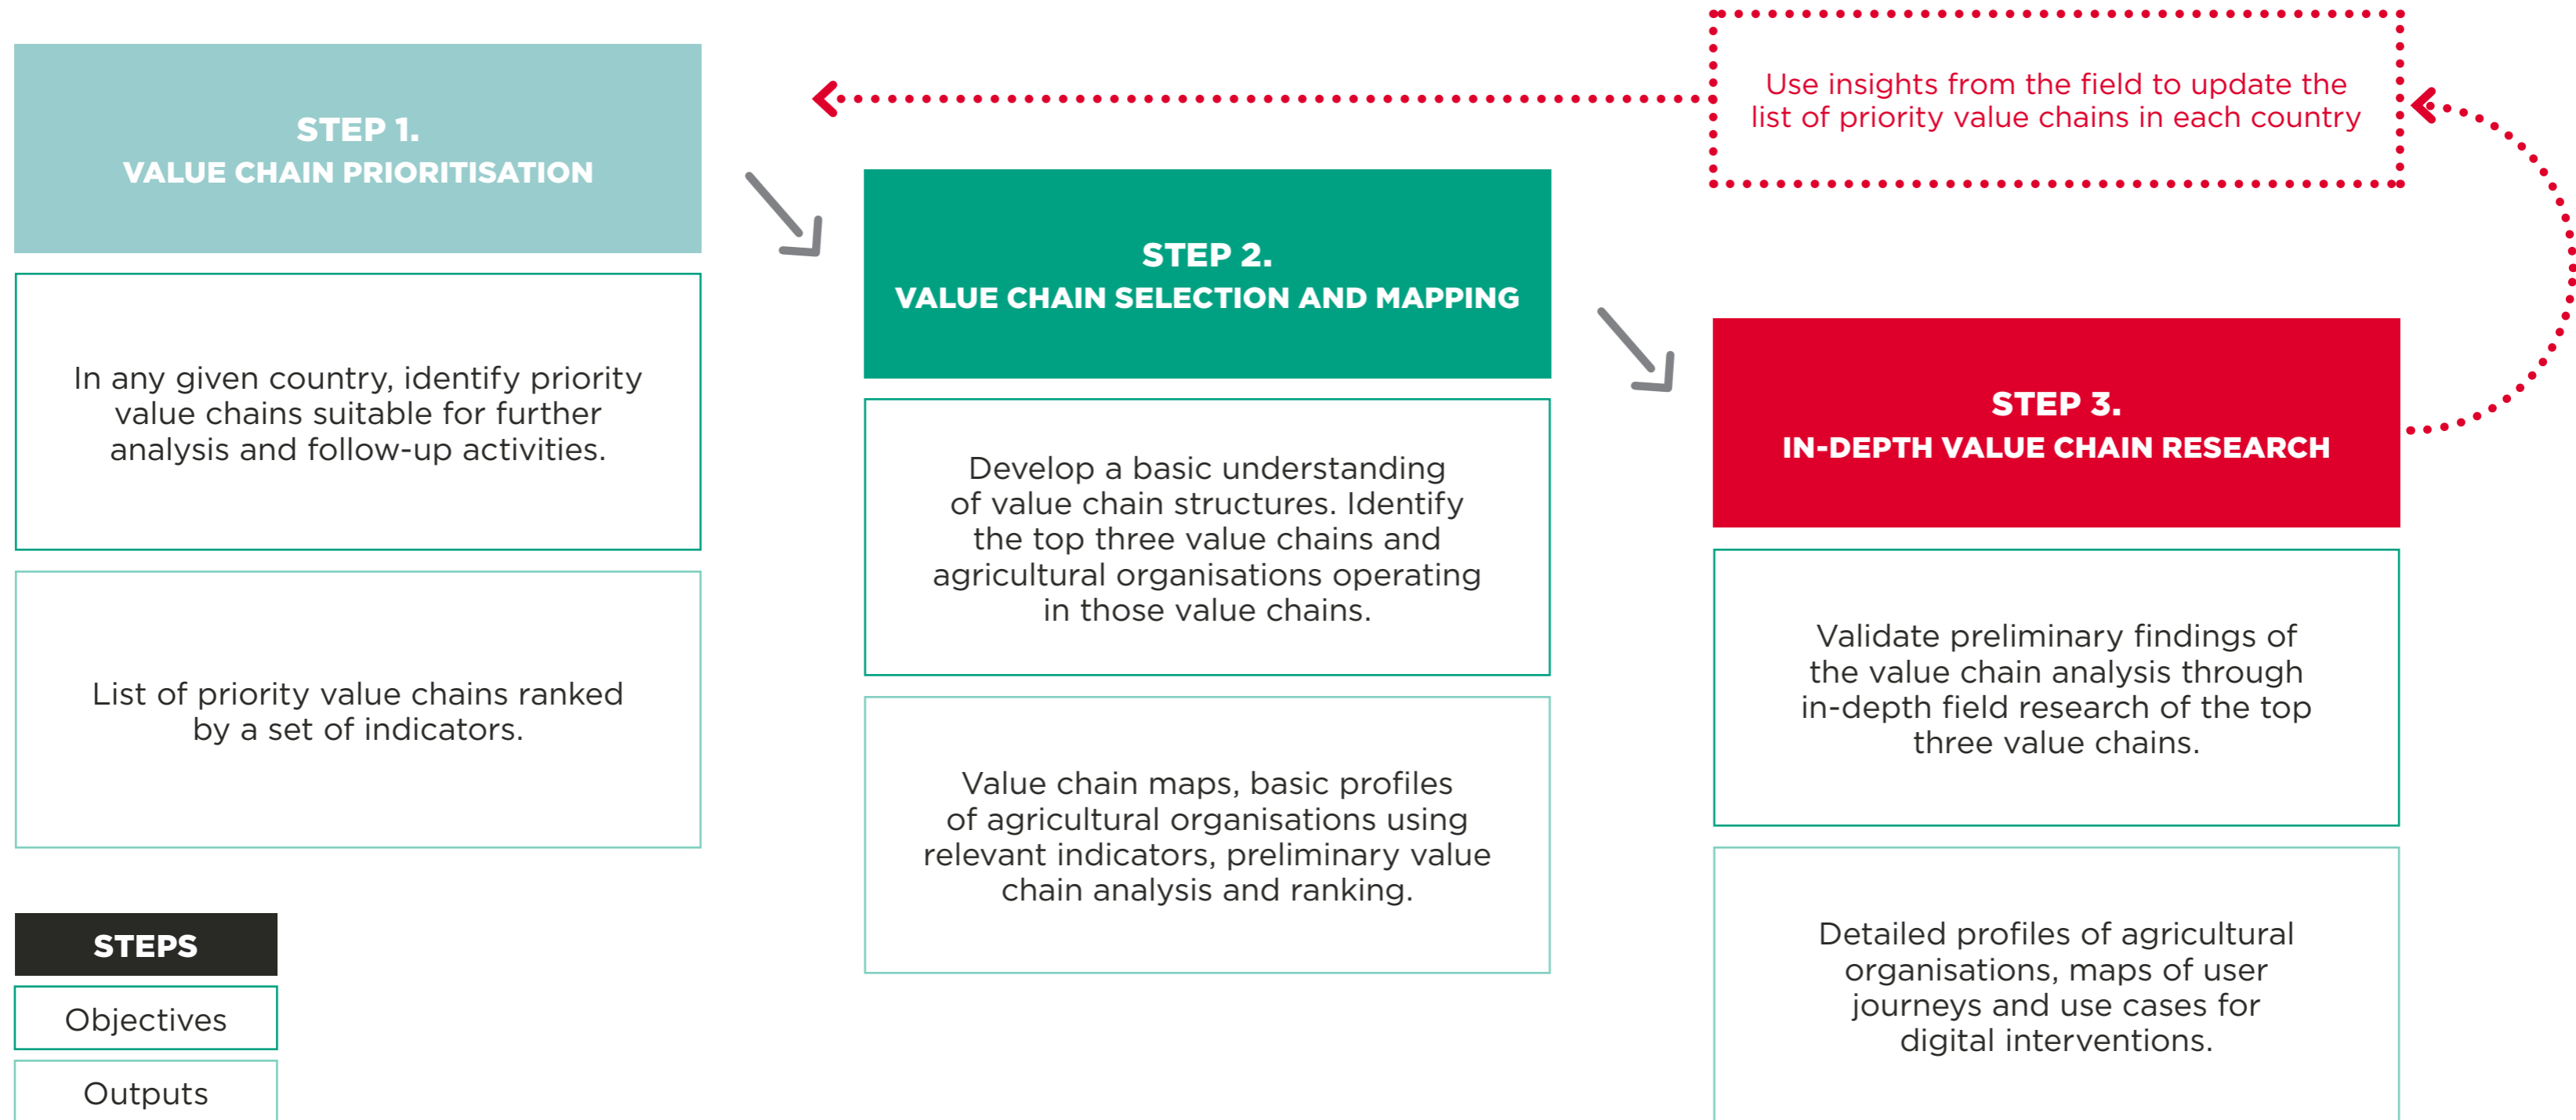 STEP 1.
VALUE CHAIN PRIORITISATION
In any given country, identify priority
value chains suitable for further
analysis and follow-up activities.
List of priority value chains ranked
by a set of indicators.
STEP 2.
VALUE CHAIN SELECTION AND MAPPING
Develop a basic understanding
of value chain structures. Identify
the top three value chains and
agricultural organisations operating
in those value chains.
Value chain maps, basic profiles
of agricultural organisations using
relevant indicators, preliminary value
chain analysis and ranking.
Use insights from the field to update the
list of priority value chains in each country
STEP 3.
IN-DEPTH VALUE CHAIN RESEARCH
Validate preliminary findings of
the value chain analysis through
in-depth field research of the top
three value chains.
Detailed profiles of agricultural
organisations, maps of user
journeys and use cases for
digital interventions.
STEPS
Objectives
Outputs